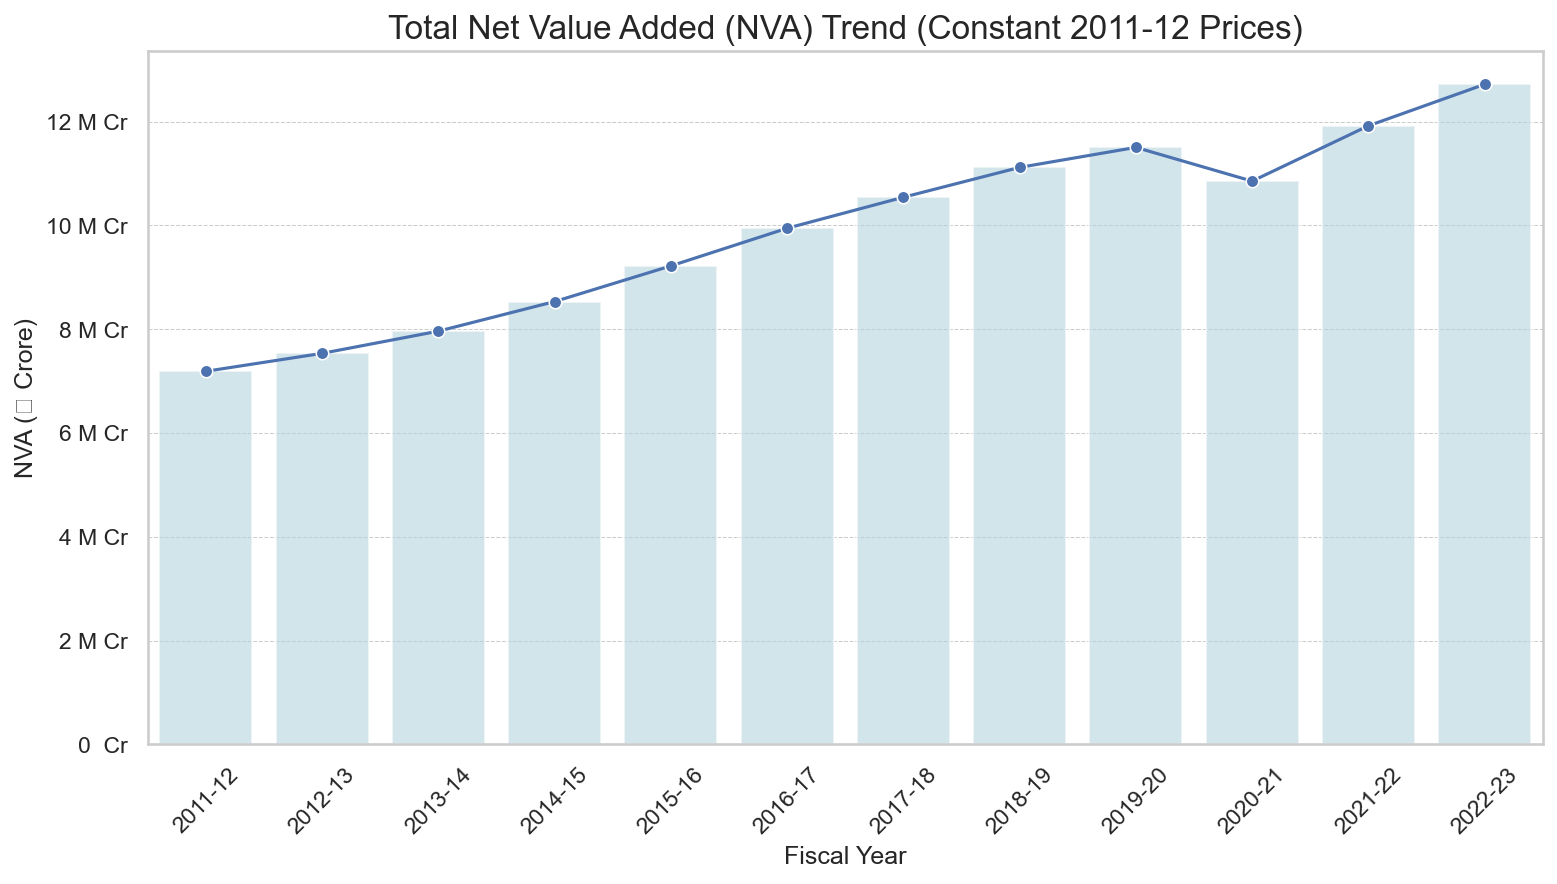 Total Net Value Added (NVA) Trend (Constant 2011-12 Prices)
NVA (□ Crore)
12 M Cr
10 M Cr
8 M Cr
6 M Cr
4 M Cr
2 M Cr
0  Cr
2011-12
2012-13
2013-14
2014-15
2015-16
2016-17
2017-18
2018-19
2019-20
2020-21
2021-22
2022-23
Fiscal Year